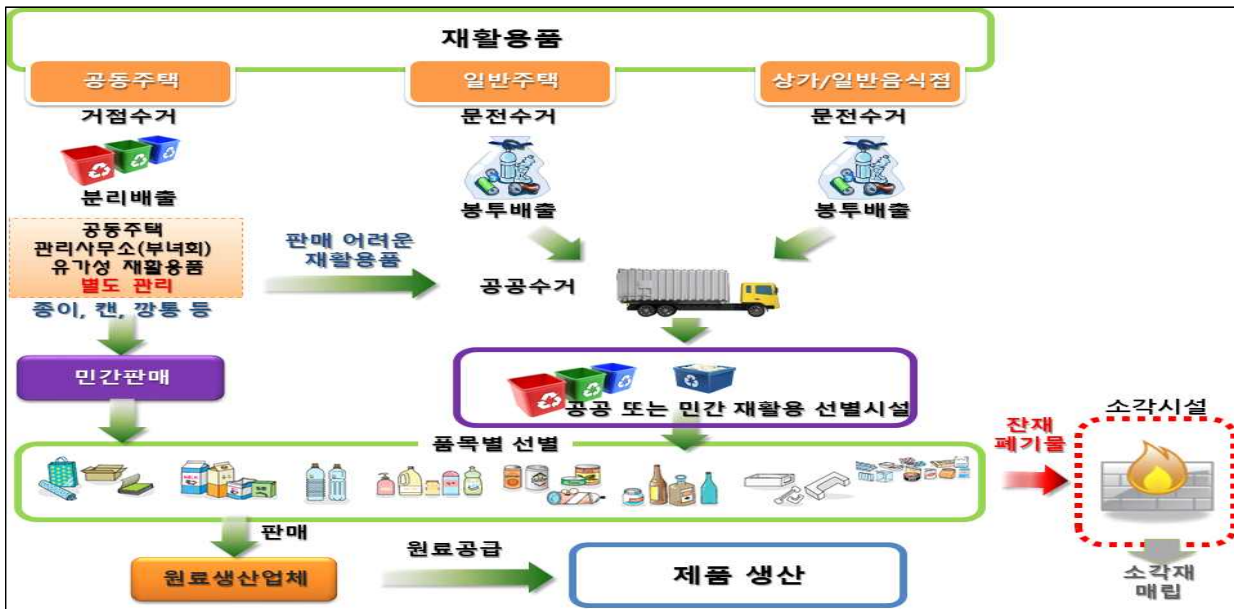 재활용품
공동주택
일반주택
상가/일반음식점
거점수거
문전수거
문전수거
분리배출
봉투배출
봉투배출
공동주택
관리사무소(부녀회)
유가성 재활용품
별도 관리
종이, 캔, 깡통 등
판매 어려운
재활용품
공공수거
민간판매
공공 또는 민간 재활용 선별시설
소각시설
품목별 선별
잔재
폐기물
판매
원료공급
원료생산업체
제품 생산
소각재
매립